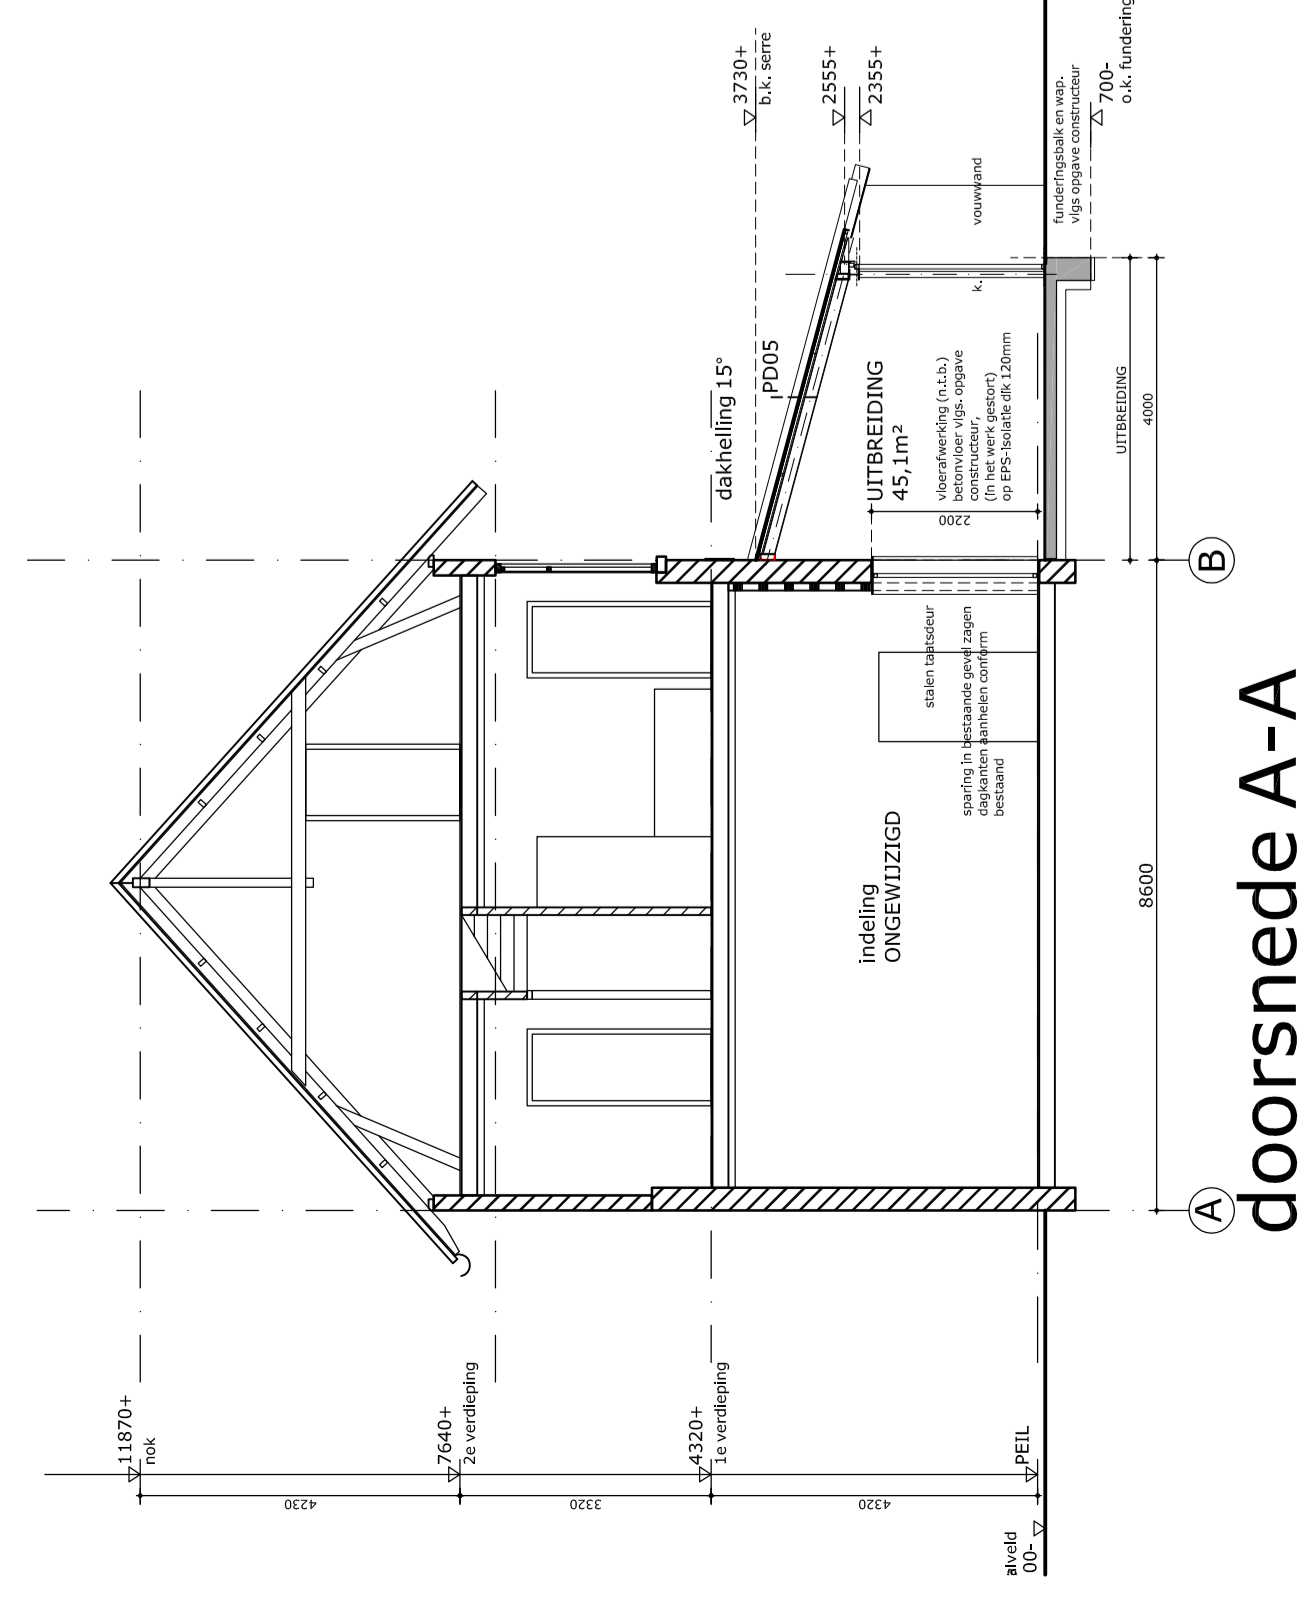 11870+
nok
7640+
2e verdieping
4320+
1e verdieping
PEIL
4230
3320
4320
00-
3730+
b.k. serre
2555+
2355+
700-
o.k. fundering
funderingsbalk en wap.
vlgs opgave constructeur
vouwwand
k.
dakhelling 15°
PD05
UITBREIDING
45,1m²
vloerafwerking (n.t.b.)
betonvloer vlgs. opgave
constructeur,
(in het werk gestort)
op EPS-isolatie dik 120mm
2200
stalen taatsdeur
sparing in bestaande gevel zagen
dagkanten aanhelen conform
bestaand
indeling
ONGEWIJZIGD
UITBREIDING
4000
8600
A
B
doorsnede A-A